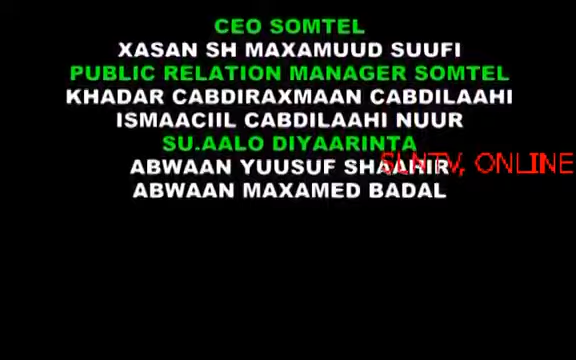 CEO SOMTEL
XASAN SH MAXAMUUD SUUFI
PUBLIC RELATION MANAGER SOMTEL
KHADAR CABDIRAXMAAN CABDILAAHI
ISMAACIIL CABDILAAHI NUUR
SU.AALO DIYAARINTA
ABWAAN YUUSUF SHAACIR
SLNTV, ONLINE
ABWAAN MAXAMED BADAL